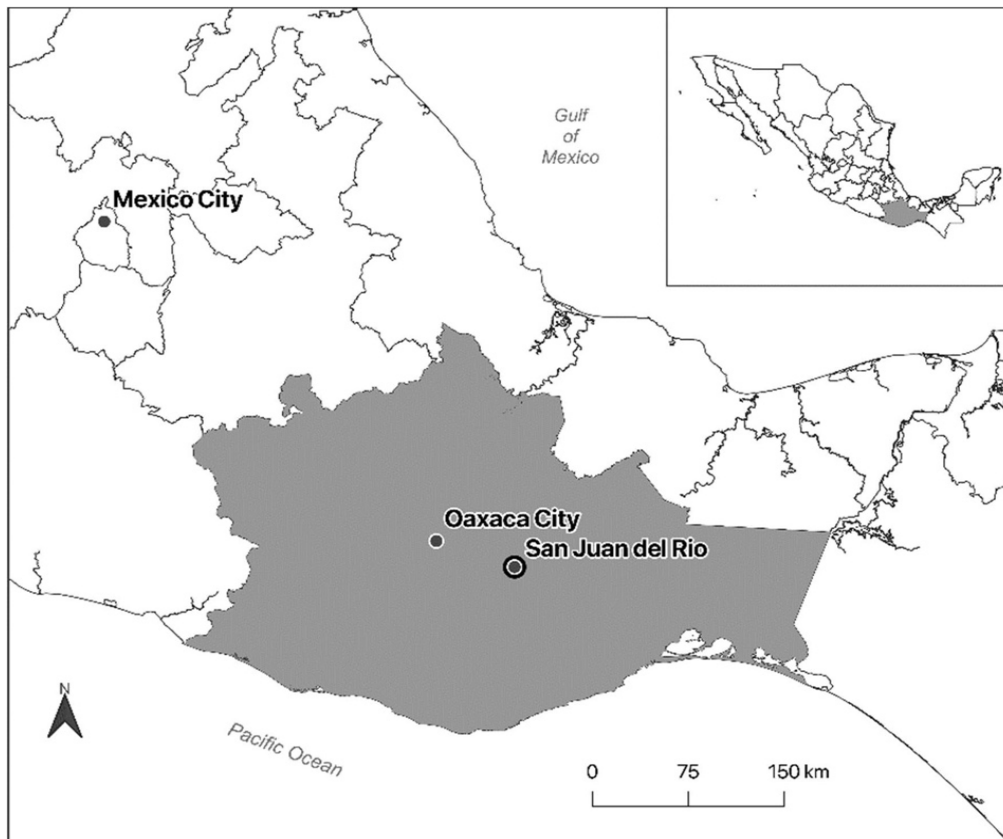 Gulf
of
Mexico
Mexico City
Oaxaca City
San Juan del Rio
N
Pacific Ocean
0 75 150 km